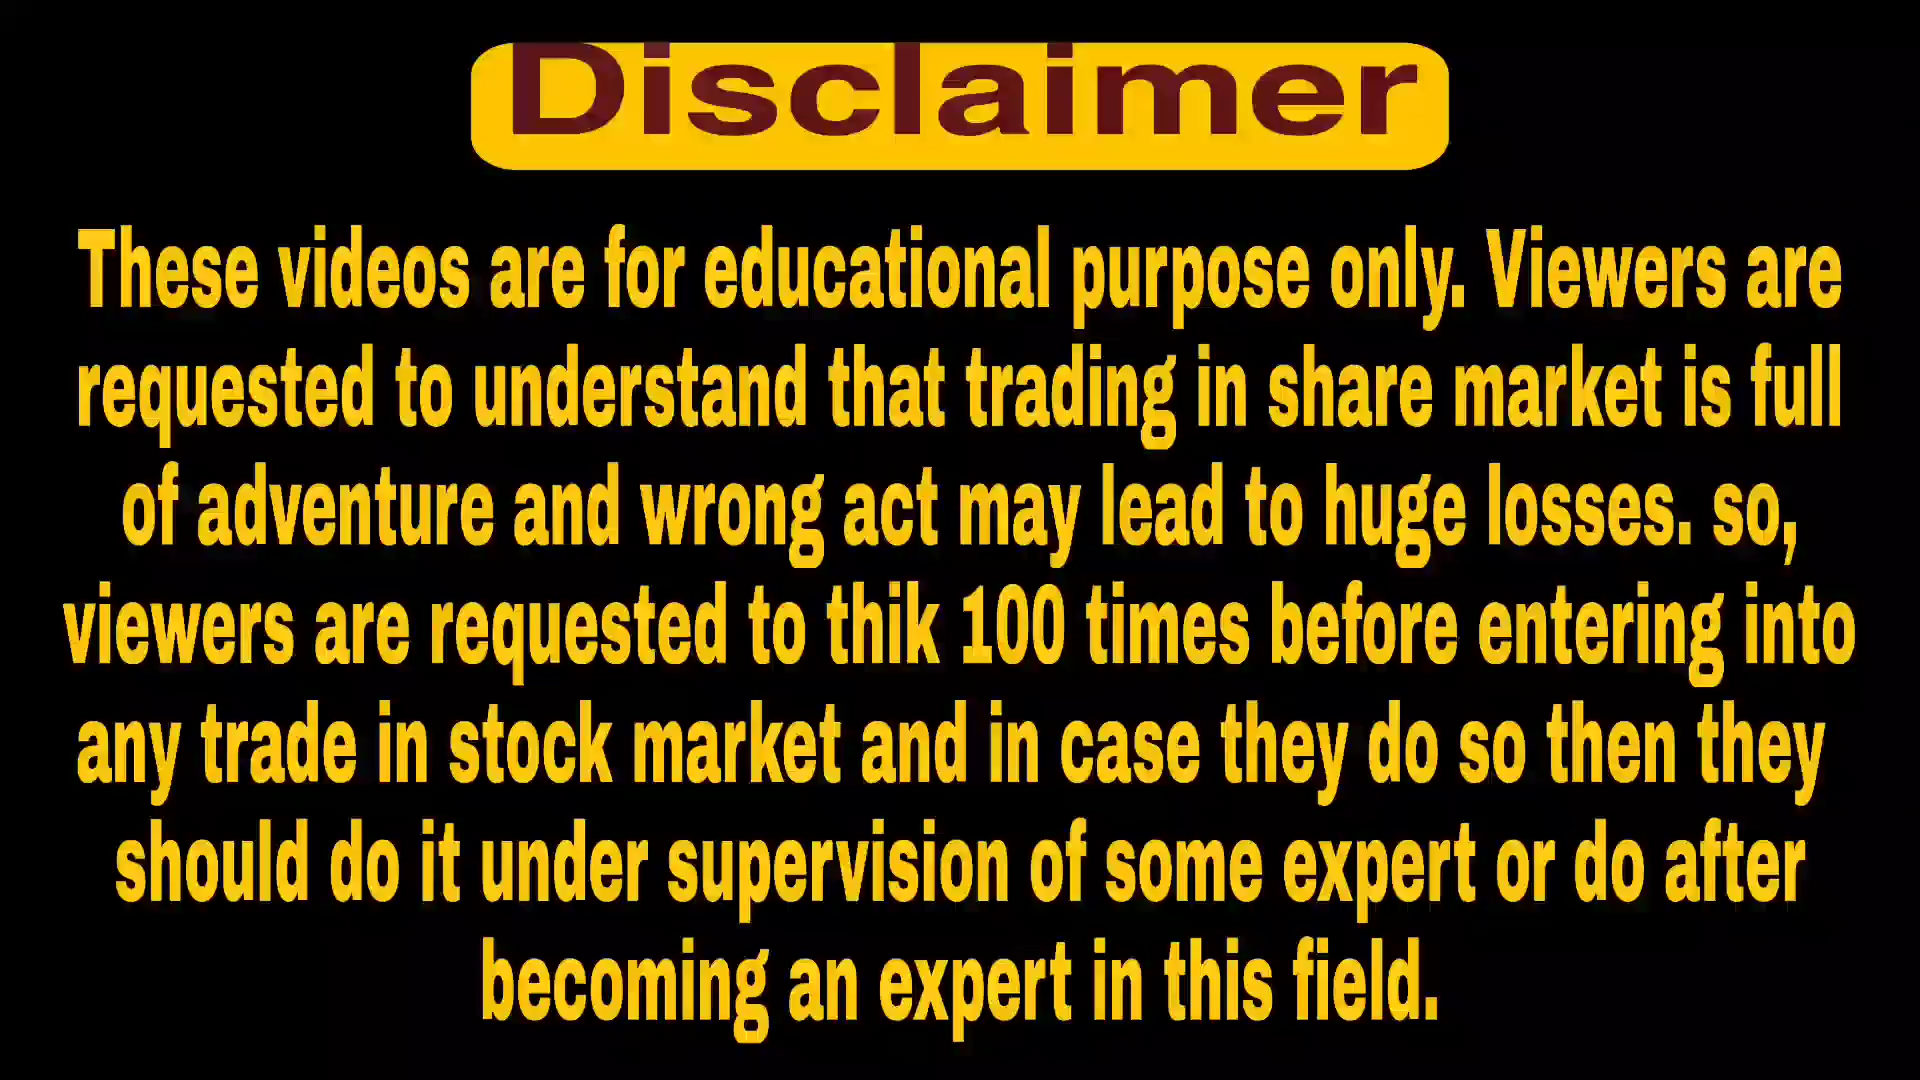 Disclaimer
These videos are for educational purpose only. Viewers are
requested to understand that trading in share market is full
of adventure and wrong act may lead to huge losses. so,
viewers are requested to thik 100 times before entering into
any trade in stock market and in case they do so then they
should do it under supervision of some expert or do after
becoming an expert in this field.